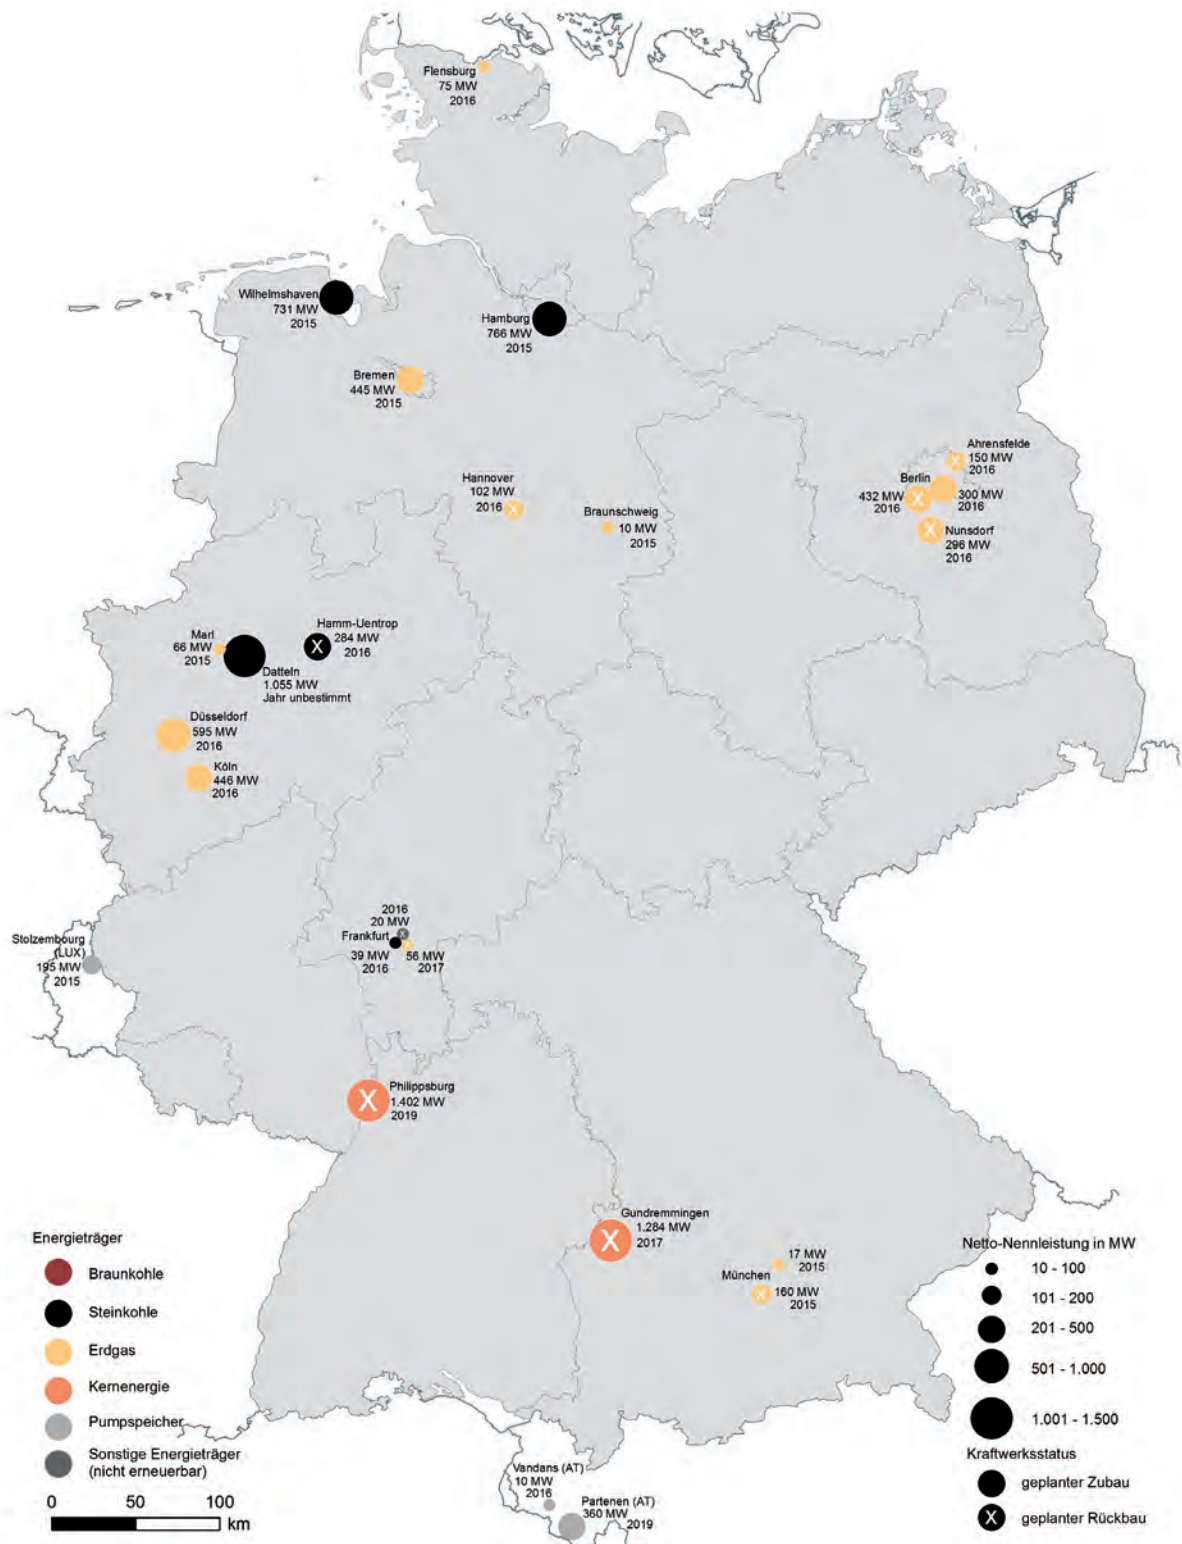 Flensburg
75 MW
2016
Wilhelmshaven
731 MW
2015
Hamburg
766 MW
2015
Bremen
445 MW
2015
Ahrensfelde
150 MW
2016
Berlin
432 MW
2016
300 MW
2016
Nunsdorf
296 MW
2016
Hannover
102 MW
2016
X
Braunschweig
10 MW
2015
X
X
X
Marl
66 MW
2015
Hamm-Uentrop
284 MW
2016
X
Datteln
1.055 MW
Jahr unbestimmt
Düsseldorf
595 MW
2016
Köln
446 MW
2016
2016
20 MW
X
Frankfurt
39 MW
2016
X
56 MW
2017
Stolzembourg
(LUX)
195 MW
2015
X
Philippsburg
1.402 MW
2019
X
Gundremmingen
1.284 MW
2017
17 MW
2015
München
X
160 MW
2015
Vandans (AT)
10 MW
2016
Partenen (AT)
360 MW
2019
Energieträger
Braunkohle
Steinkohle
Erdgas
Kernenergie
Pumpspeicher
Sonstige Energieträger
(nicht erneuerbar)
0 50 100
km
Netto-Nennleistung in MW
10 - 100
101 - 200
201 - 500
501 - 1.000
1.001 - 1.500
Kraftwerksstatus
geplanter Zubau
X geplanter Rückbau